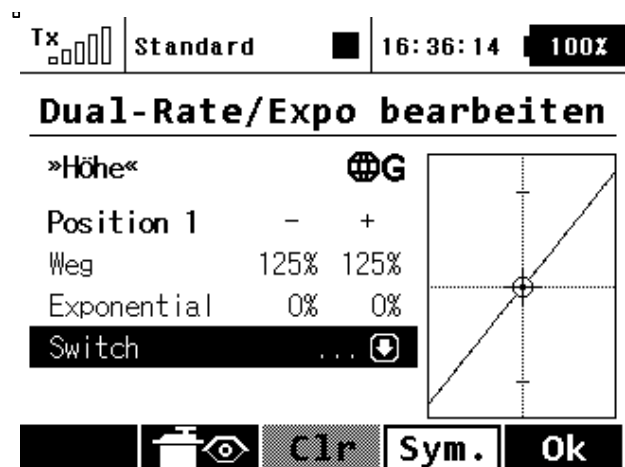 Tx Standard 16:36:14 100%
Dual-Rate/Expo bearbeiten
»Höhe« G
Position 1 - +
Weg 125% 125%
Exponential 0% 0%
Switch ...
Clr Sym. Ok